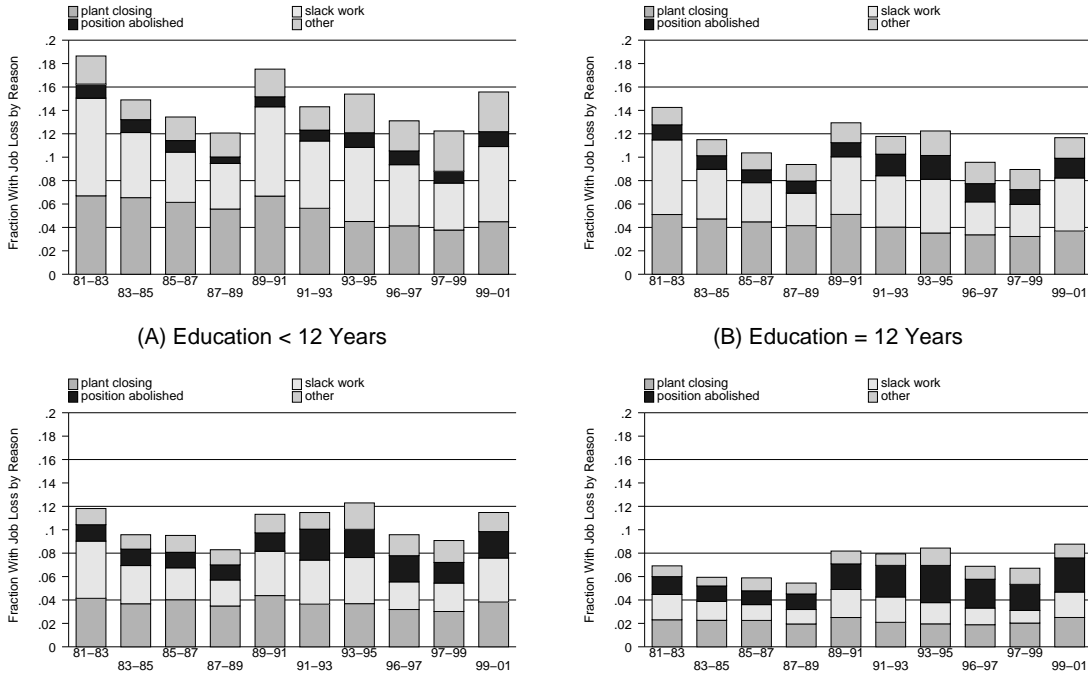 plant closing slack work
position abolished other
Fraction With Job Loss by Reason
.2
.18
.16
.14
.12
.1
.08
.06
.04
.02
0
81–83 85–87 89–91 93–95 97–99
83–85 87–89 91–93 96–97 99–01
(A) Education < 12 Years
plant closing slack work
position abolished other
Fraction With Job Loss by Reason
.2
.18
.16
.14
.12
.1
.08
.06
.04
.02
0
81–83 85–87 89–91 93–95 97–99
83–85 87–89 91–93 96–97 99–01
(B) Education = 12 Years
plant closing slack work
position abolished other
Fraction With Job Loss by Reason
.2
.18
.16
.14
.12
.1
.08
.06
.04
.02
0
81–83 85–87 89–91 93–95 97–99
83–85 87–89 91–93 96–97 99–01
plant closing slack work
position abolished other
Fraction With Job Loss by Reason
.2
.18
.16
.14
.12
.1
.08
.06
.04
.02
0
81–83 85–87 89–91 93–95 97–99
83–85 87–89 91–93 96–97 99–01